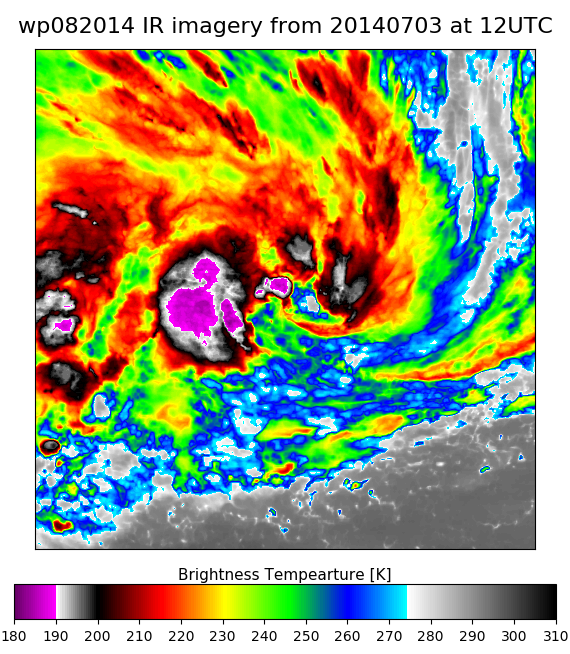 wp082014 IR imagery from 20140703 at 12UTC
Brightness Tempearture [K]
180 190 200 210 220 230 240 250 260 270 280 290 300 310